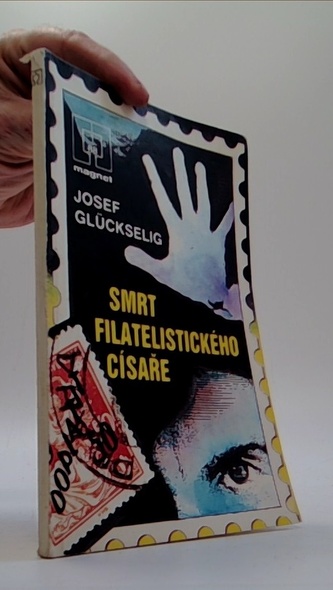 magnet
JOSEF
GLÜCKSELIG
SMRT
FILATELISTICKÉHO
CÍSAŘE